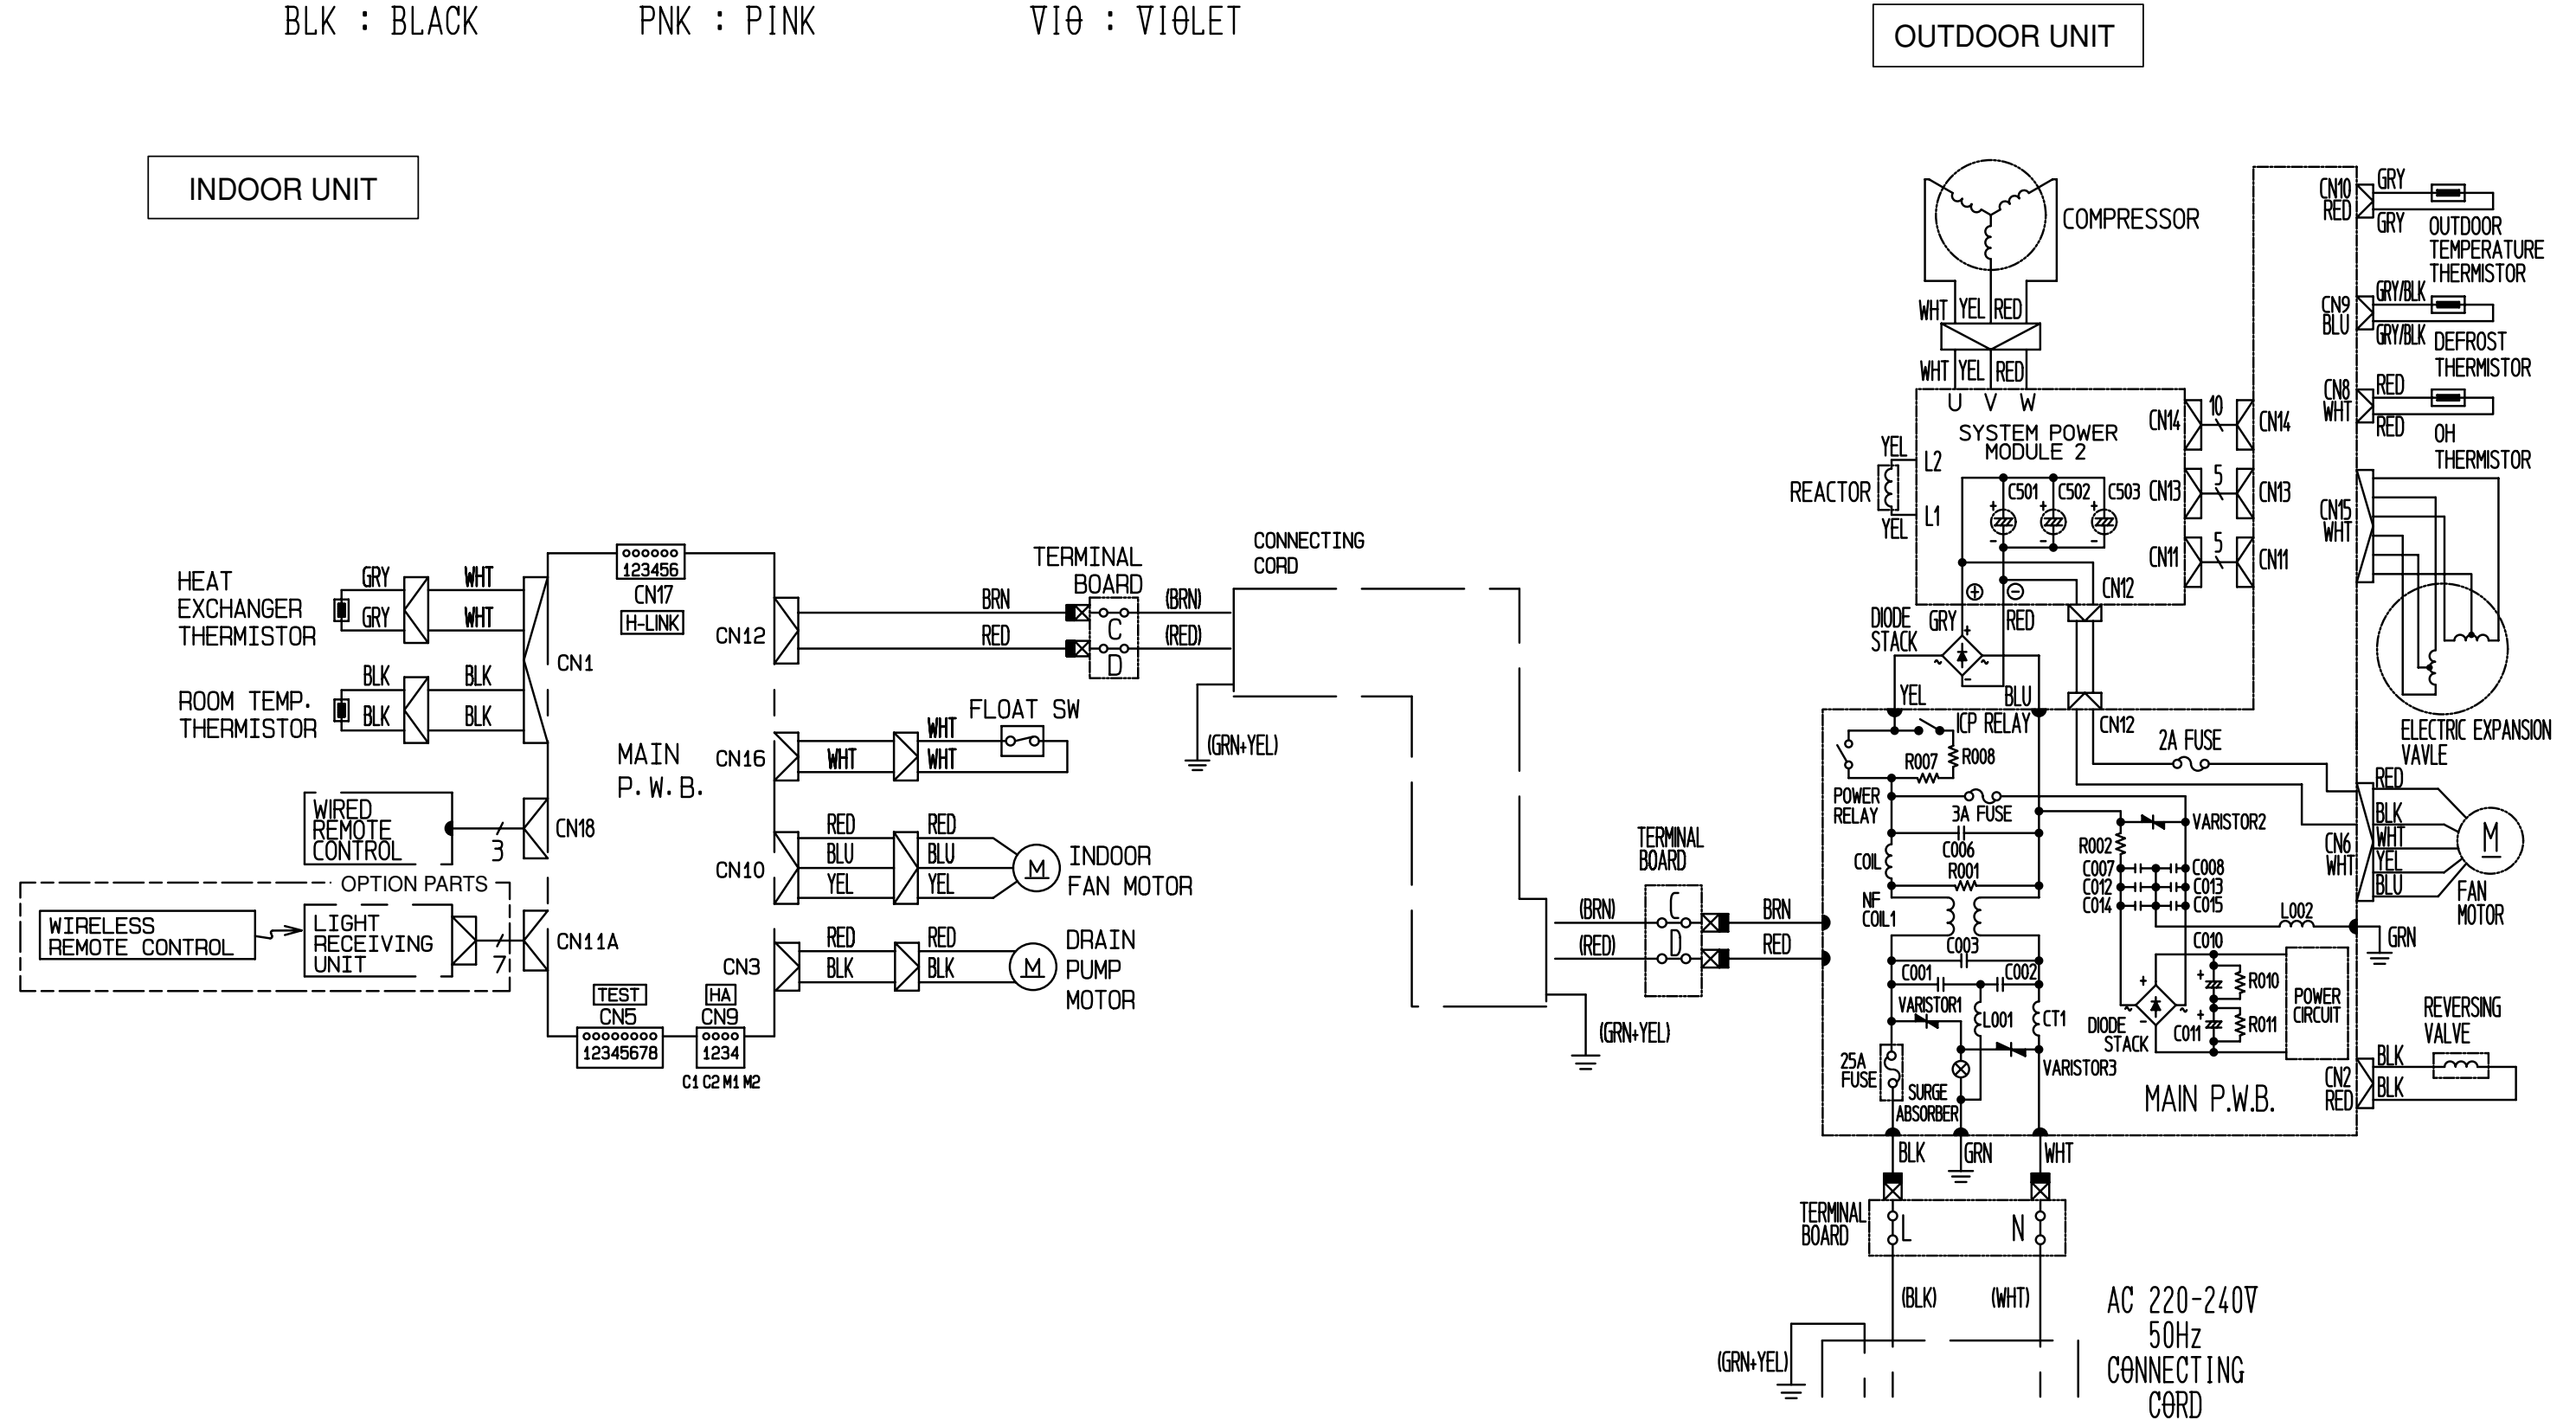 BLK : BLACK
PNK : PINK
VIO : VIOLET
OUTDOOR UNIT
INDOOR UNIT
HEAT
EXCHANGER
THERMISTOR
GRY
GRY
WHT
WHT
ROOM TEMP.
THERMISTOR
BLK
BLK
BLK
BLK
CN1
123456
CN17
H-LINK
MAIN
P.W.B.
WIRED
REMOTE
CONTROL
3
CN18
OPTION PARTS
WIRELESS
REMOTE CONTROL
LIGHT
RECEIVING
UNIT
7
CN11A
TEST
CN5
12345678
HA
CN9
1234
C1 C2 M1 M2
CN12
BRN
RED
TERMINAL
BOARD
C
D
(BRN)
(RED)
CN16
WHT
WHT
WHT
FLOAT SW
CN10
RED
BLU
YEL
RED
BLU
YEL
M
INDOOR
FAN MOTOR
CN3
RED
BLK
RED
BLK
M
DRAIN
PUMP
MOTOR
CONNECTING
CORD
(GRN+YEL)
(GRN+YEL)
(BRN)
(RED)
TERMINAL
BOARD
C
D
BRN
RED
COMPRESSOR
WHT YEL RED
WHT YEL RED
U V W
SYSTEM POWER
MODULE 2
REACTOR
YEL
YEL
L2
L1
C501 C502 C503
+ + +
- - -
CN14
10
CN14
CN13
5
CN13
CN11
5
CN11
CN12
+ -
DIODE
STACK
GRY
RED
+
~ ~
-
YEL
BLU
CN12
ICP RELAY
R007
R008
POWER
RELAY
3A FUSE
2A FUSE
C006
COIL
R001
NF
COIL1
C003
C001
C002
VARISTOR1
L001
CT1
VARISTOR3
25A
FUSE
SURGE
ABSORBER
VARISTOR2
R002
C007
C008
C012
C013
C014
C015
L002
GRN
C010
+
R010
C011
+
R011
+
~ ~
-
DIODE
STACK
POWER
CIRCUIT
MAIN P.W.B.
CN10
RED
GRY
GRY
OUTDOOR
TEMPERATURE
THERMISTOR
CN9
BLU
GRY/BLK
GRY/BLK
DEFROST
THERMISTOR
CN8
WHT
RED
RED
OH
THERMISTOR
CN15
WHT
ELECTRIC EXPANSION
VAVLE
CN6
WHT
RED
BLK
WHT
YEL
BLU
M
FAN
MOTOR
REVERSING
VALVE
CN2
RED
BLK
BLK
BLK
GRN
WHT
TERMINAL
BOARD
L
N
(BLK)
(WHT)
(GRN+YEL)
AC 220-240V
50Hz
CONNECTING
CORD